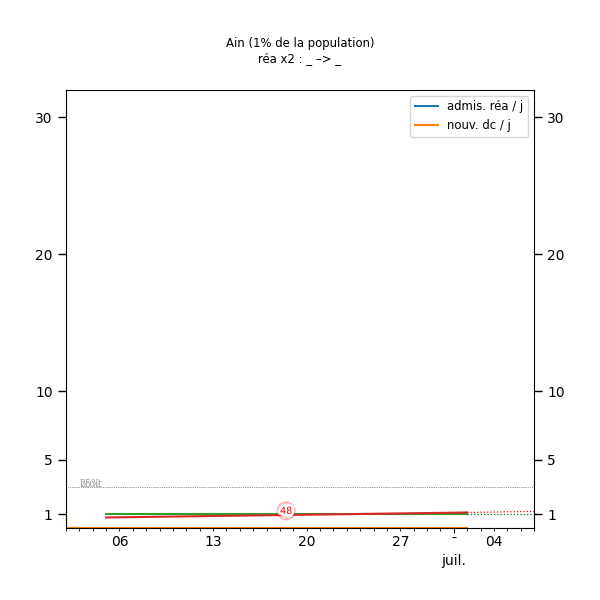 Ain (1% de la population)
réa x2 : _ –> _
admis. réa / j
nouv. dc / j
30 30
20 20
10 10
5 5
48
1 1
06 13 20 27 - 04
juil.